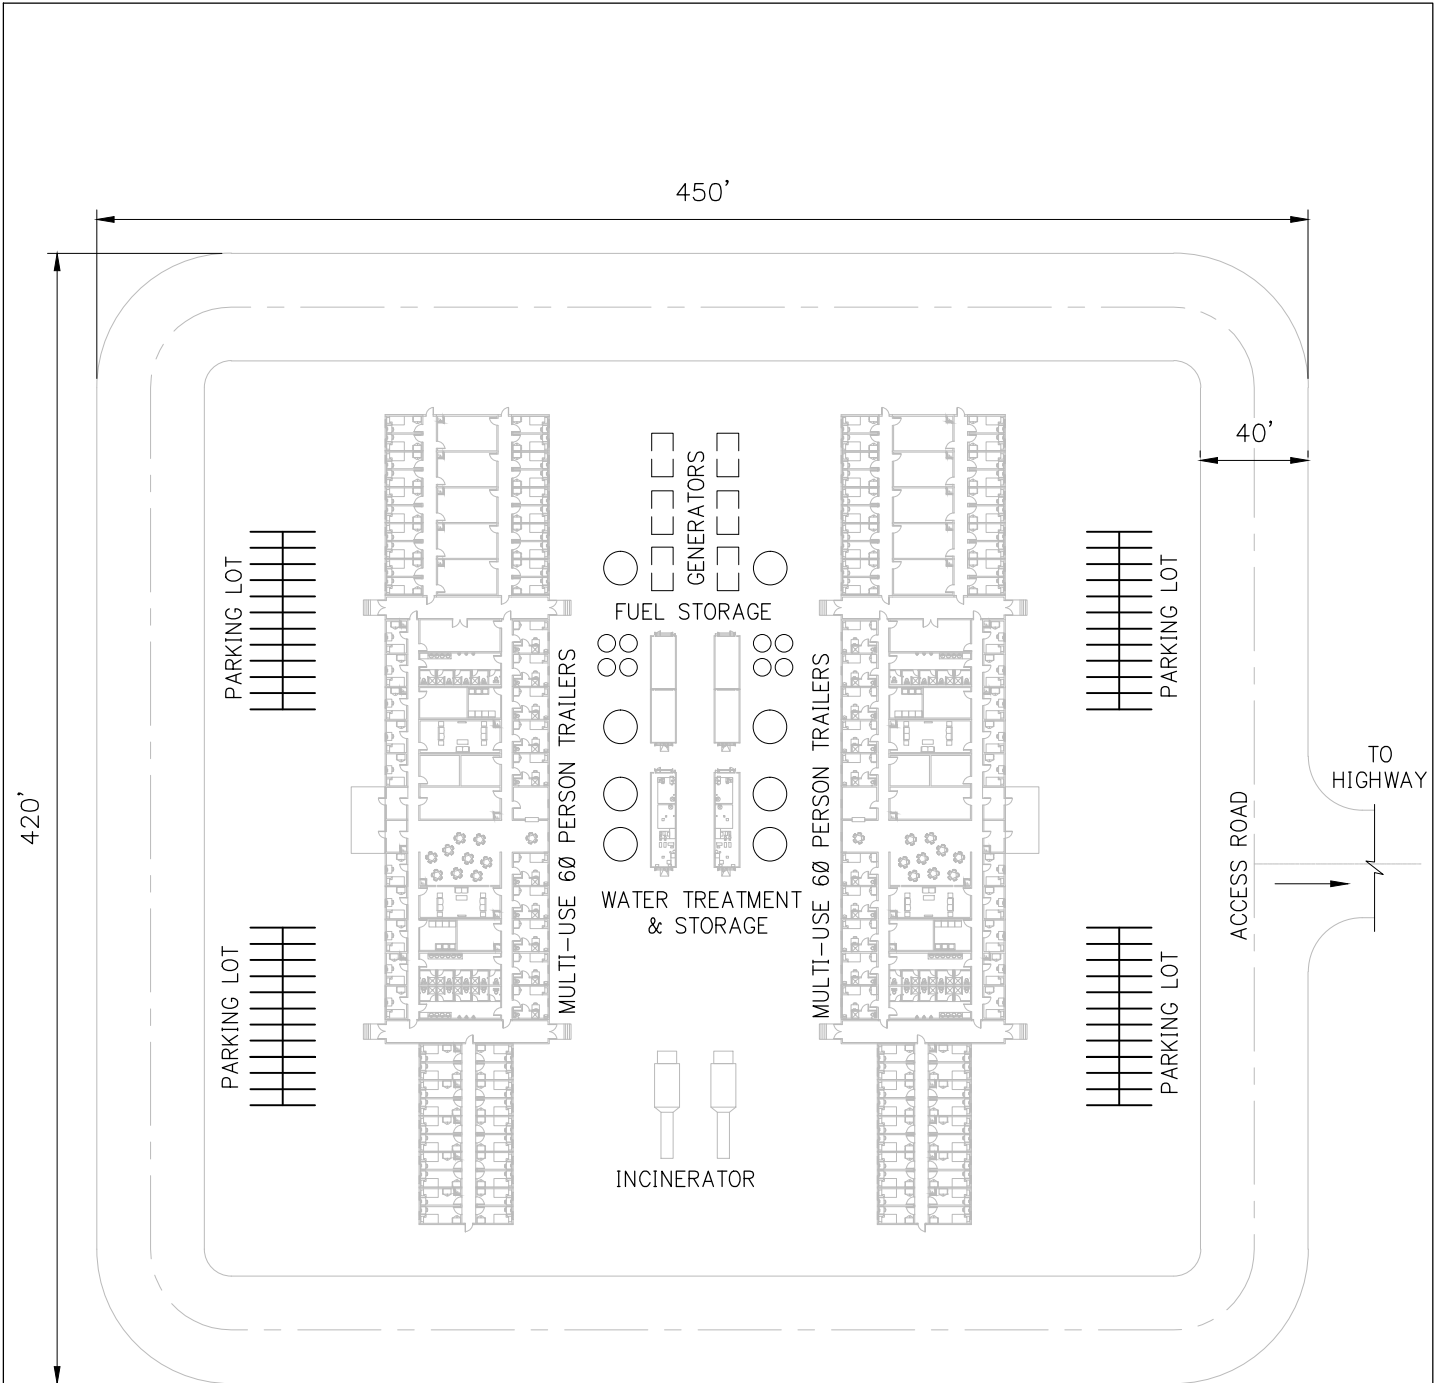 450'
420'
40'
GENERATORS
FUEL STORAGE
PARKING LOT
PARKING LOT
MULTI-USE 60 PERSON TRAILERS
MULTI-USE 60 PERSON TRAILERS
TO
HIGHWAY
ACCESS ROAD
WATER TREATMENT
& STORAGE
PARKING LOT
PARKING LOT
INCINERATOR